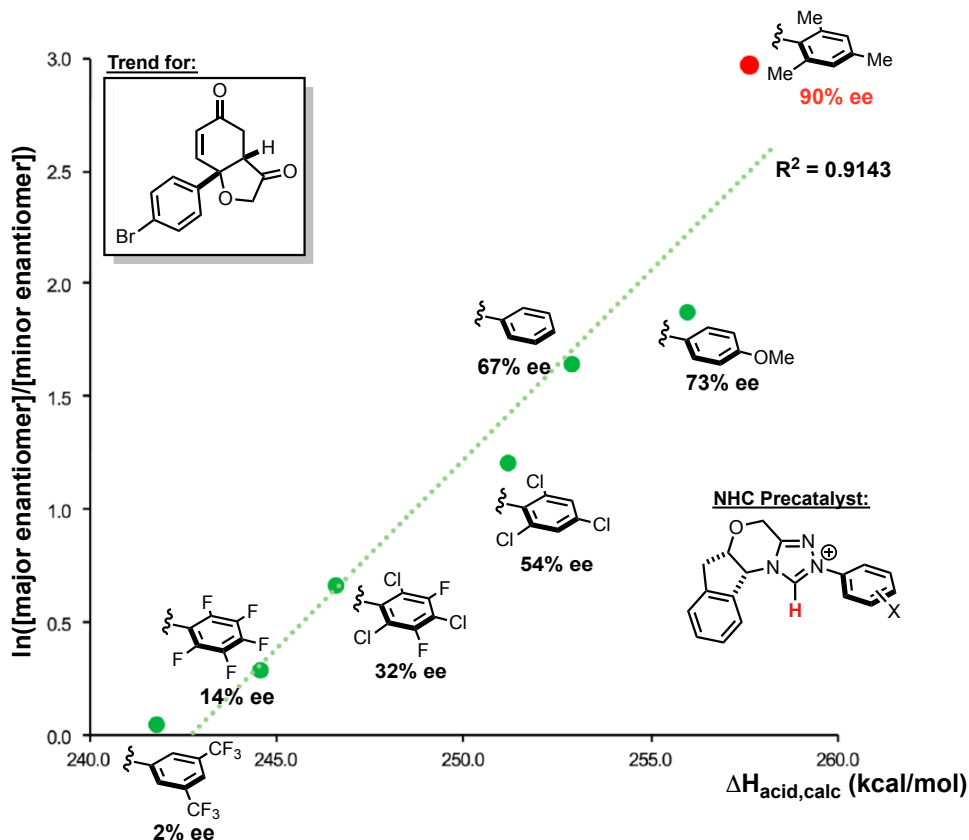 Trend for:
O
H
O
O
Br
3.0
2.5
2.0
1.5
1.0
0.5
0.0
ln([major enantiomer]/[minor enantiomer])
240.0
245.0
250.0
255.0
260.0
ΔHacid,calc (kcal/mol)
Me
Me
Me
90% ee
R2 = 0.9143
67% ee
OMe
73% ee
Cl
Cl
Cl
54% ee
Cl
F
Cl
Cl
F
32% ee
F
F
F
F
F
14% ee
CF3
CF3
2% ee
NHC Precatalyst:
O
N
N
N
⊕
H
X